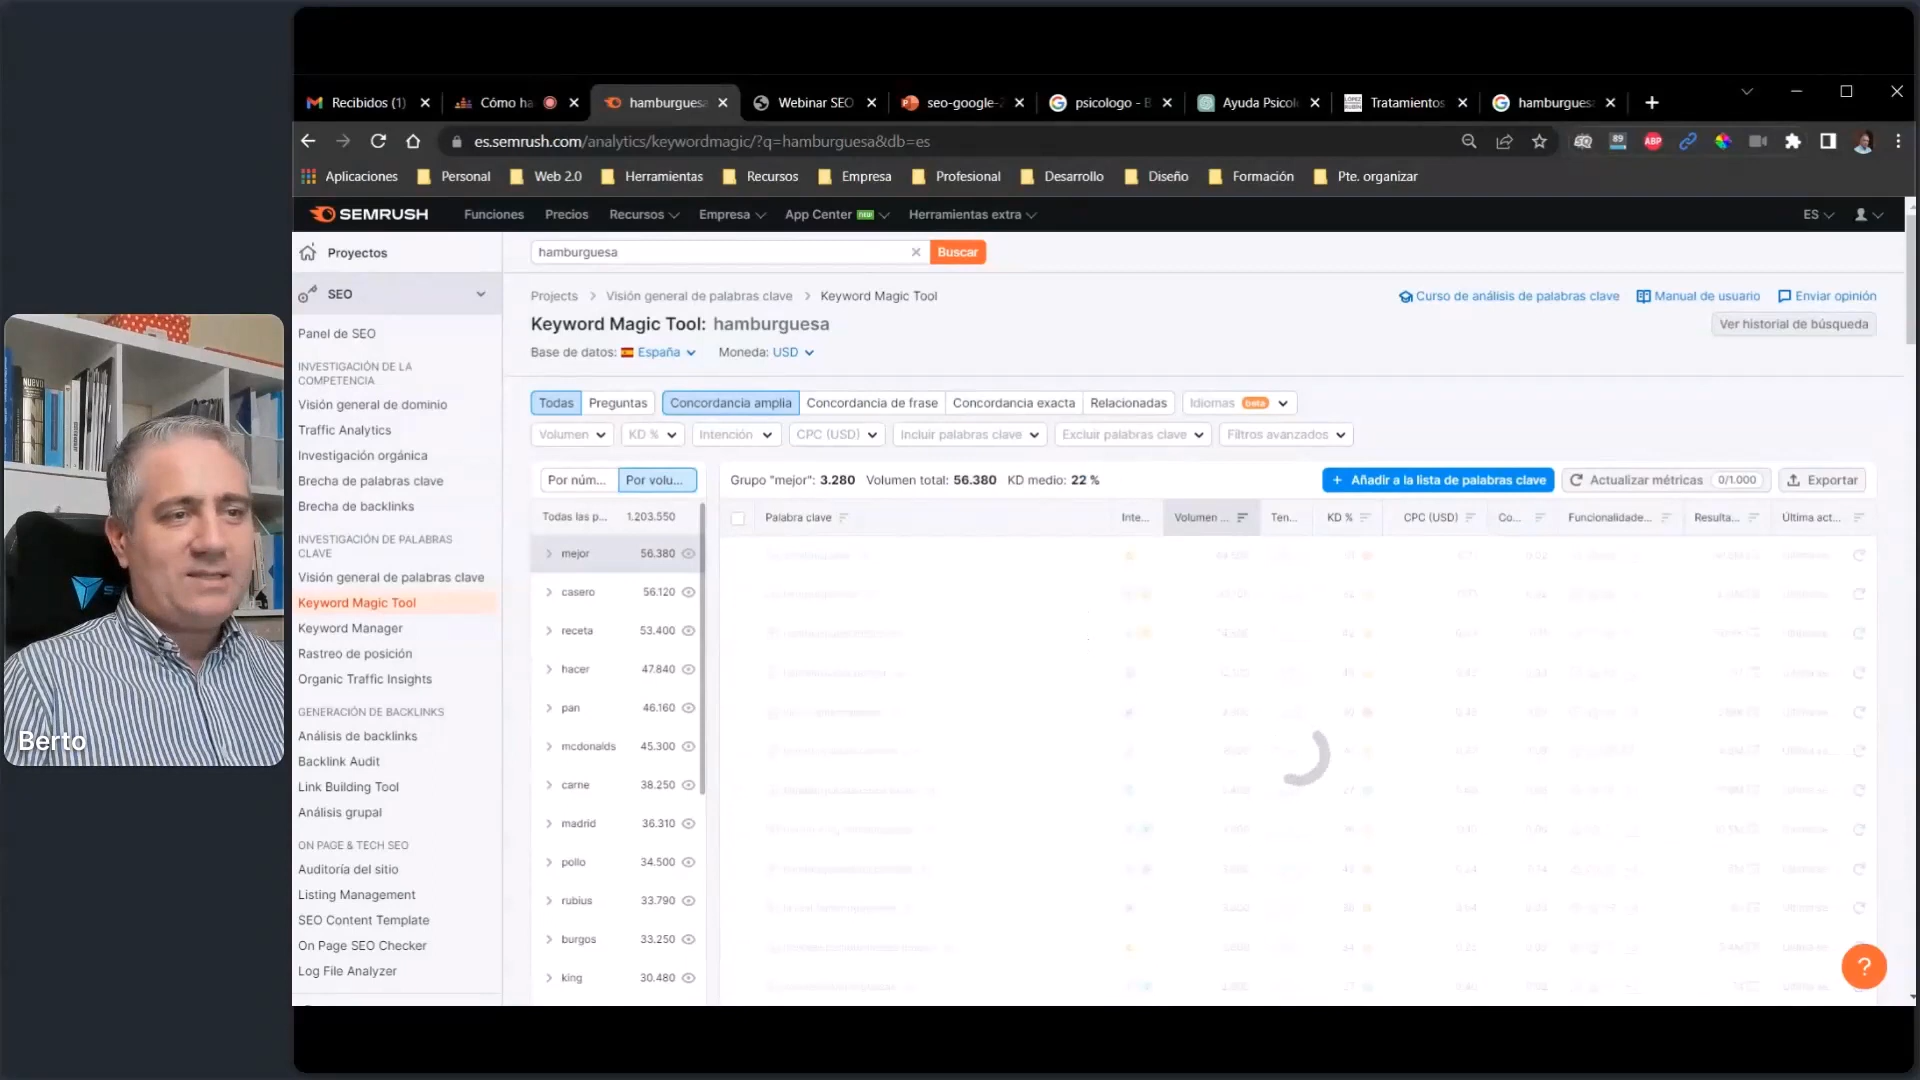 Recibidos (1)
Cómo ha
hamburgues
Webinar SEO
seo-google-2
psicologo - B
Ayuda Psicol
Tratamientos
hamburgues
es.semrush.com/analytics/keywordmagic/?q=hamburguesa&db=es
89
ABP
Aplicaciones
Personal
Web 2.0
Herramientas
Recursos
Empresa
Profesional
Desarrollo
Diseño
Formación
Pte. organizar
SEMRUSH
Funciones
Precios
Recursos
Empresa
App Center new
Herramientas extra
ES
Proyectos
SEO
Panel de SEO
INVESTIGACIÓN DE LA
COMPETENCIA
Visión general de dominio
Traffic Analytics
Investigación orgánica
Brecha de palabras clave
Brecha de backlinks
INVESTIGACIÓN DE PALABRAS
CLAVE
Visión general de palabras clave
Keyword Magic Tool
Keyword Manager
Rastreo de posición
Organic Traffic Insights
GENERACIÓN DE BACKLINKS
Análisis de backlinks
Backlink Audit
Link Building Tool
Análisis grupal
ON PAGE & TECH SEO
Auditoría del sitio
Listing Management
SEO Content Template
On Page SEO Checker
Log File Analyzer
hamburguesa
Buscar
Projects > Visión general de palabras clave > Keyword Magic Tool
Curso de análisis de palabras clave
Manual de usuario
Enviar opinión
Keyword Magic Tool: hamburguesa
Ver historial de búsqueda
Base de datos: España
Moneda: USD
Todas
Preguntas
Concordancia amplia
Concordancia de frase
Concordancia exacta
Relacionadas
Idiomas beta
Volumen
KD %
Intención
CPC (USD)
Incluir palabras clave
Excluir palabras clave
Filtros avanzados
Por núm...
Por volu...
Grupo "mejor": 3.280 Volumen total: 56.380 KD medio: 22 %
+ Añadir a la lista de palabras clave
Actualizar métricas 0/1.000
Exportar
Todas las p... 1.203.550
Palabra clave
Inte...
Volumen ...
Ten...
KD %
CPC (USD)
Co...
Funcionalidade...
Resulta...
Última act...
mejor 56.380
casero 56.120
receta 53.400
hacer 47.840
pan 46.160
mcdonalds 45.300
carne 38.250
madrid 36.310
pollo 34.500
rubius 33.790
burgos 33.250
king 30.480
?
Berto